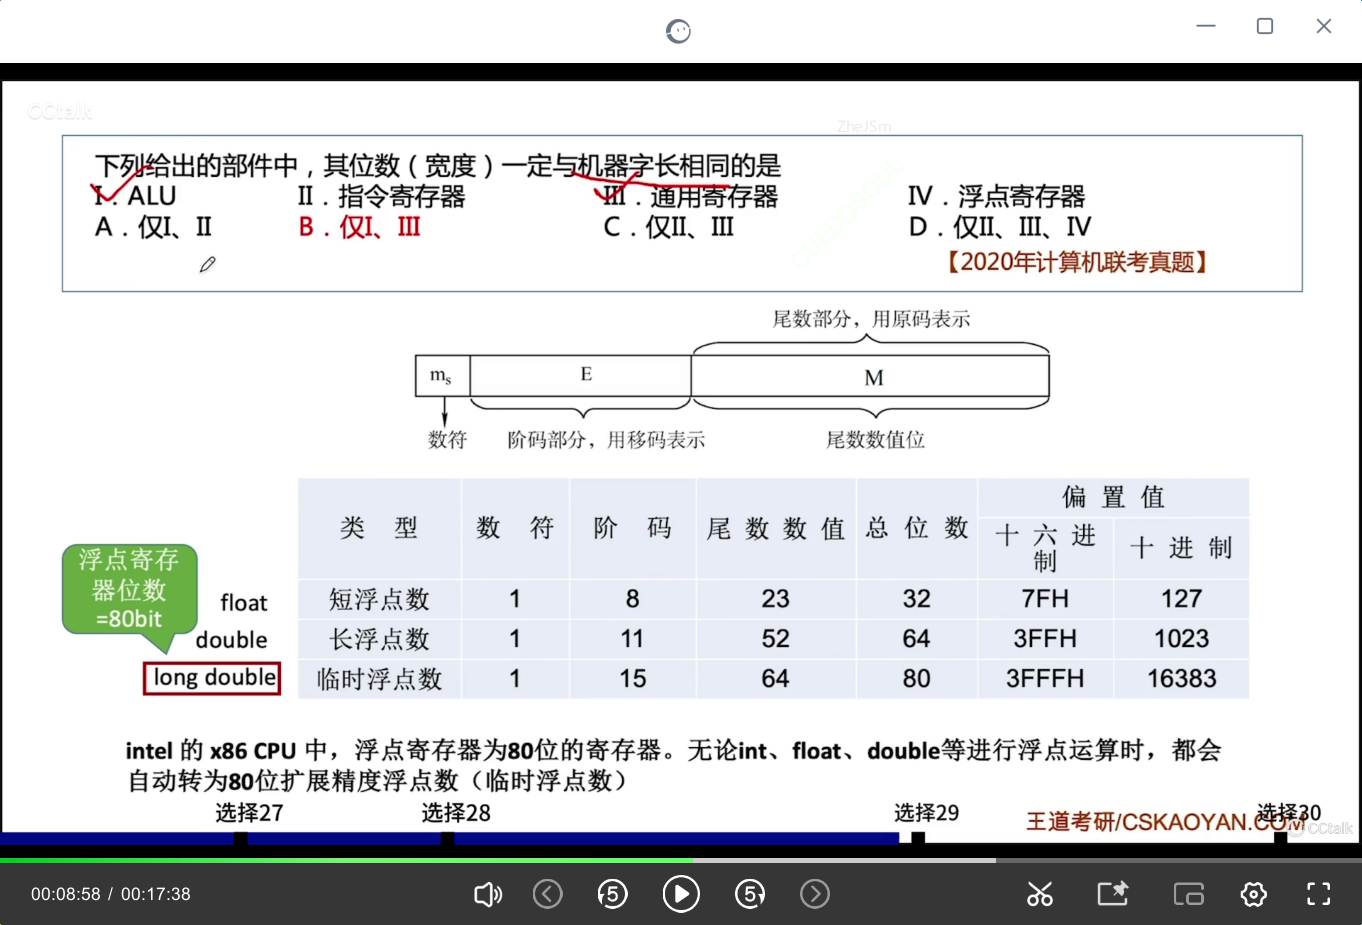 CCtalk
ZheJSm
下列给出的部件中，其位数（宽度）一定与机器字长相同的是
I．ALU II．指令寄存器 III．通用寄存器 IV．浮点寄存器
A．仅I、II B．仅I、III C．仅II、III D．仅II、III、IV
【2020年计算机联考真题】
尾数部分，用原码表示
ms E M
数符 阶码部分，用移码表示 尾数数值位
类 型 数 符 阶 码 尾数数值 总位数 偏置值
十六进制 十进制
浮点寄存器位数=80bit
float 短浮点数 1 8 23 32 7FH 127
double 长浮点数 1 11 52 64 3FFH 1023
long double 临时浮点数 1 15 64 80 3FFFH 16383
intel 的 x86 CPU 中，浮点寄存器为80位的寄存器。无论int、float、double等进行浮点运算时，都会
自动转为80位扩展精度浮点数（临时浮点数）
选择27 选择28 选择29 选择30
王道考研/CSKAOYAN.COM
CCtalk
00:08:58 / 00:17:38 5 5